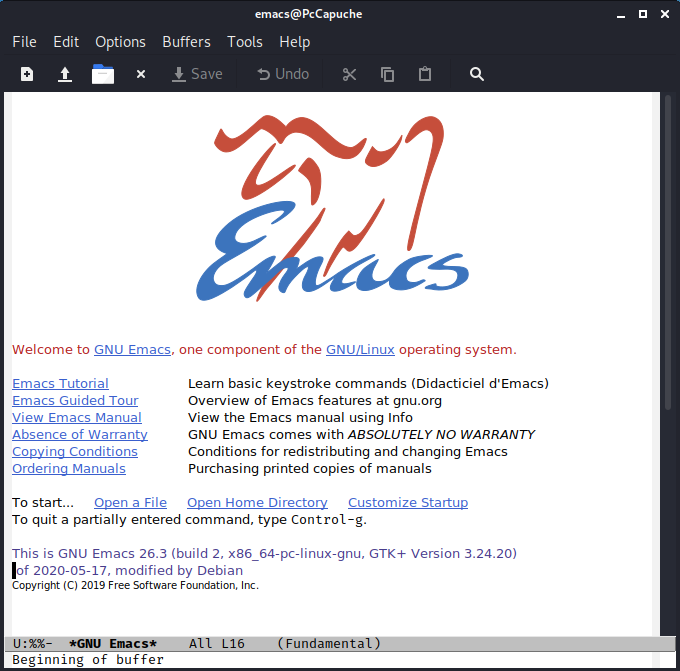 emacs@PcCapuche
File Edit Options Buffers Tools Help
Save Undo
Emacs
Welcome to GNU Emacs, one component of the GNU/Linux operating system.
Emacs Tutorial Learn basic keystroke commands (Didacticiel d'Emacs)
Emacs Guided Tour Overview of Emacs features at gnu.org
View Emacs Manual View the Emacs manual using Info
Absence of Warranty GNU Emacs comes with ABSOLUTELY NO WARRANTY
Copying Conditions Conditions for redistributing and changing Emacs
Ordering Manuals Purchasing printed copies of manuals
To start... Open a File Open Home Directory Customize Startup
To quit a partially entered command, type Control-g.
This is GNU Emacs 26.3 (build 2, x86_64-pc-linux-gnu, GTK+ Version 3.24.20)
of 2020-05-17, modified by Debian
Copyright (C) 2019 Free Software Foundation, Inc.
U:%%- *GNU Emacs* All L16 (Fundamental)
Beginning of buffer